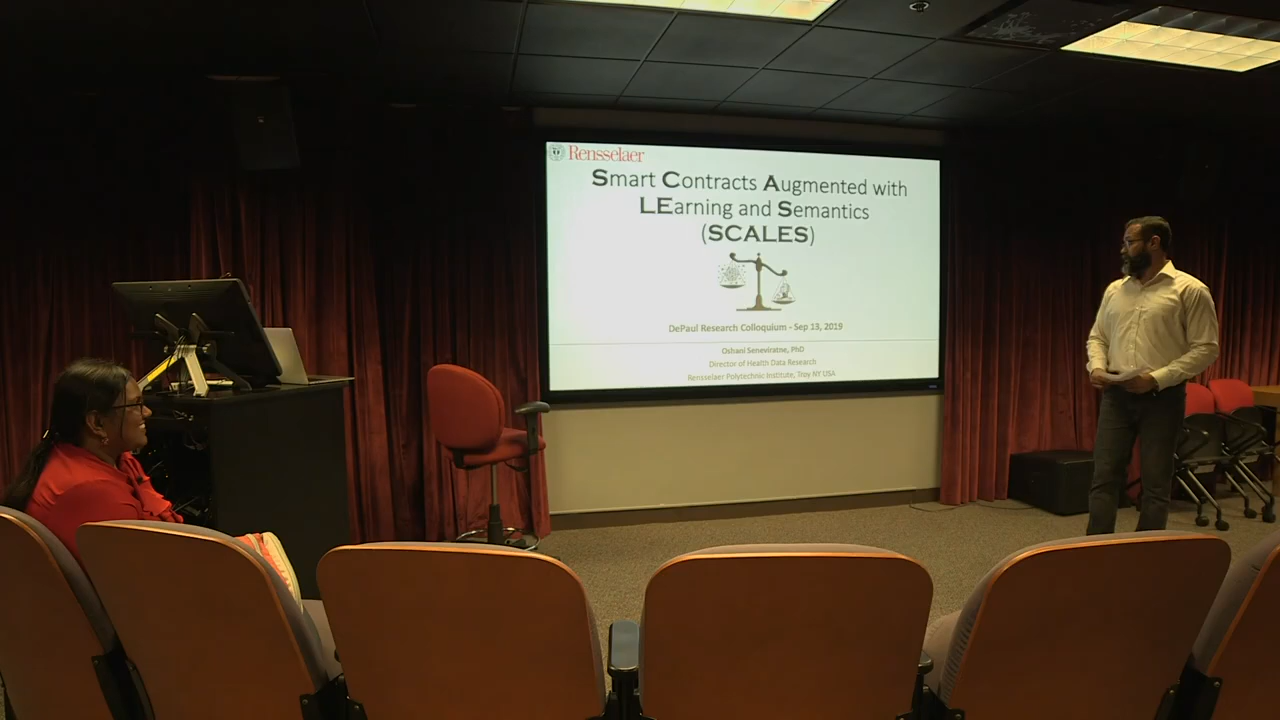 Rensselaer
Smart Contracts Augmented with
LEarning and Semantics
(SCALES)
DePaul Research Colloquium - Sep 13, 2019
Oshani Seneviratne, PhD
Director of Health Data Research
Rensselaer Polytechnic Institute, Troy NY USA